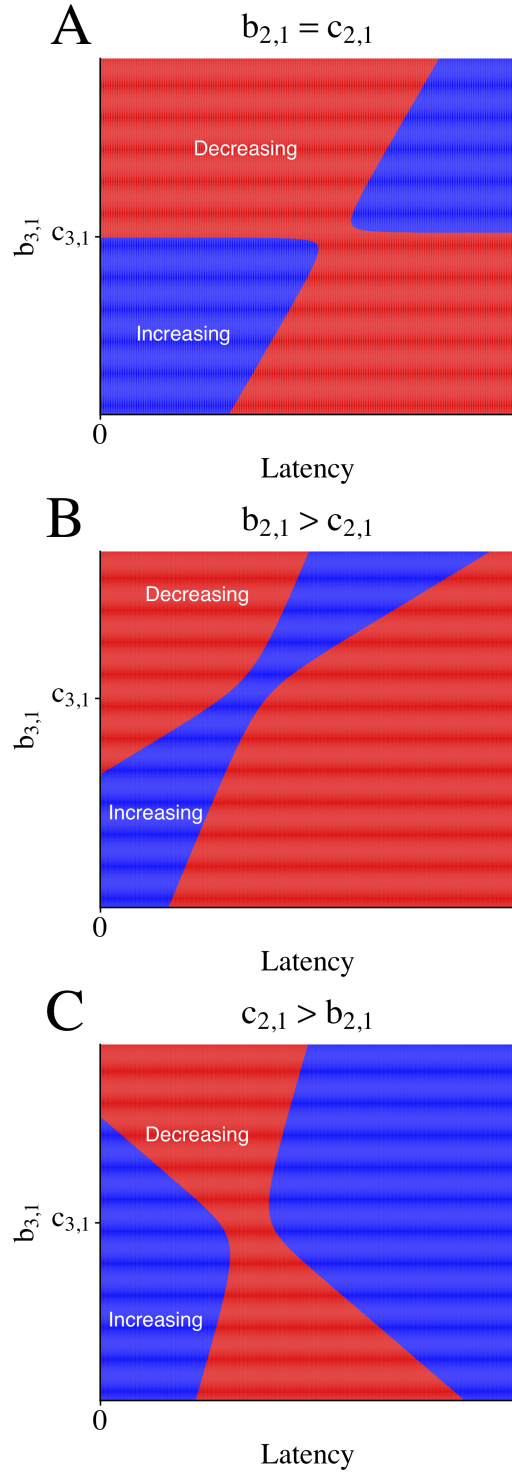 A
b2,1 = c2,1
Decreasing
b3,1
c3,1
Increasing
0
Latency
B
b2,1 > c2,1
Decreasing
b3,1
c3,1
Increasing
0
Latency
C
c2,1 > b2,1
Decreasing
b3,1
c3,1
Increasing
0
Latency